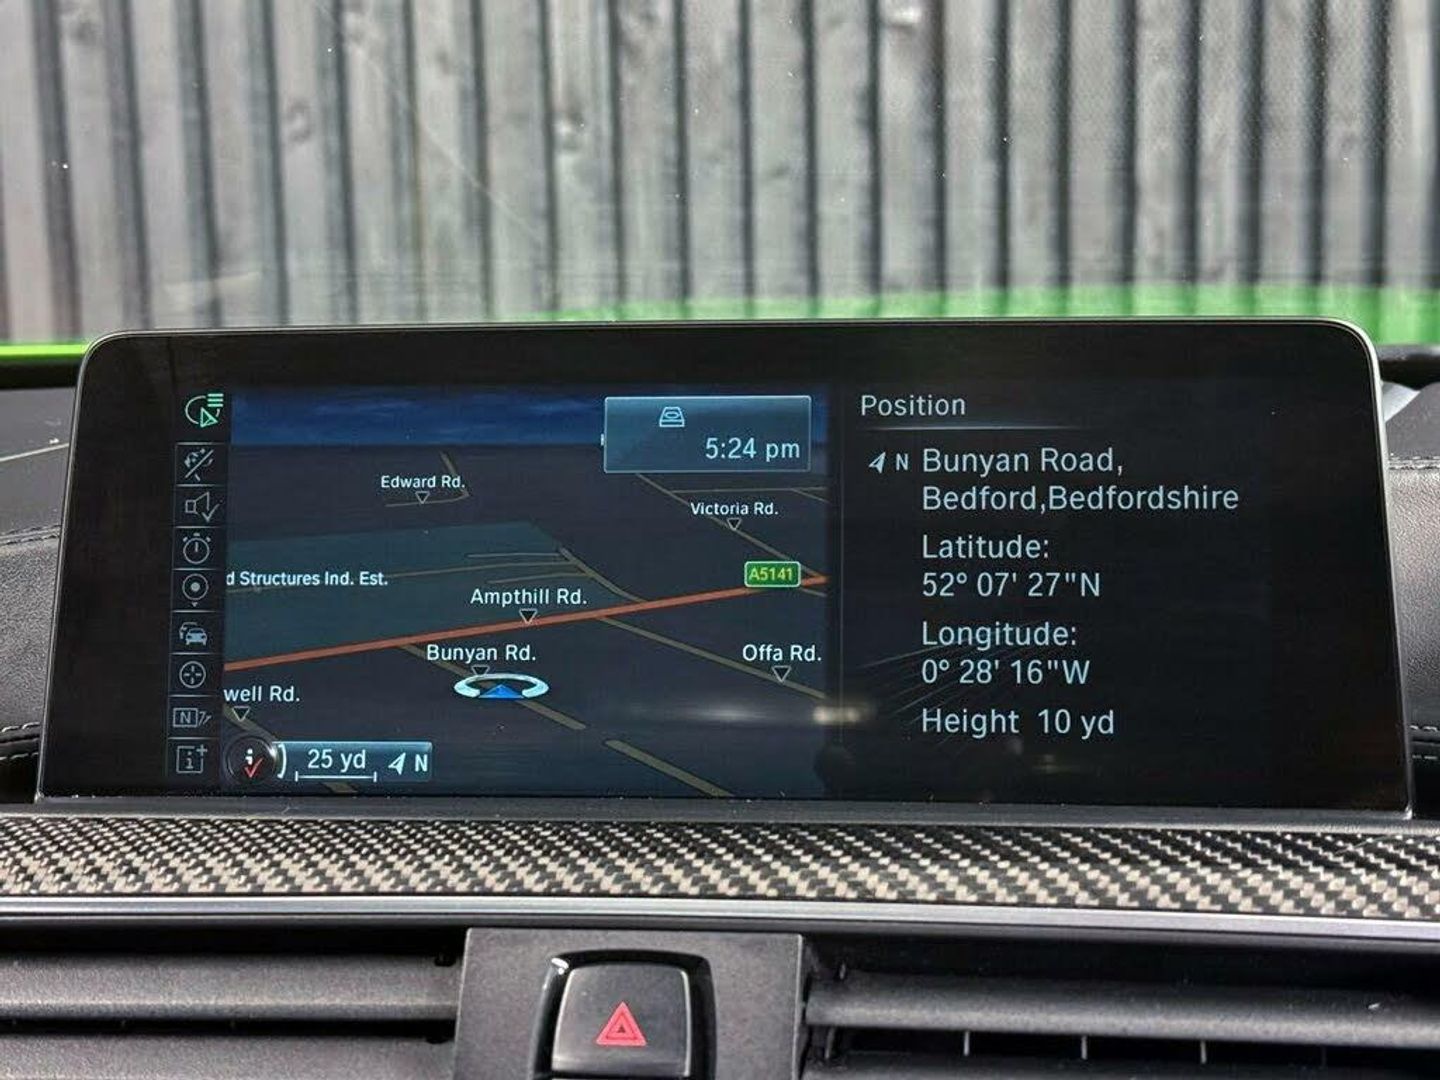 5:24 pm
Edward Rd.
Victoria Rd.
A5141
d Structures Ind. Est.
Ampthill Rd.
Bunyan Rd.
Offa Rd.
well Rd.
25 yd
N
N
i
Position
N Bunyan Road,
Bedford,Bedfordshire
Latitude:
52° 07' 27"N
Longitude:
0° 28' 16"W
Height 10 yd